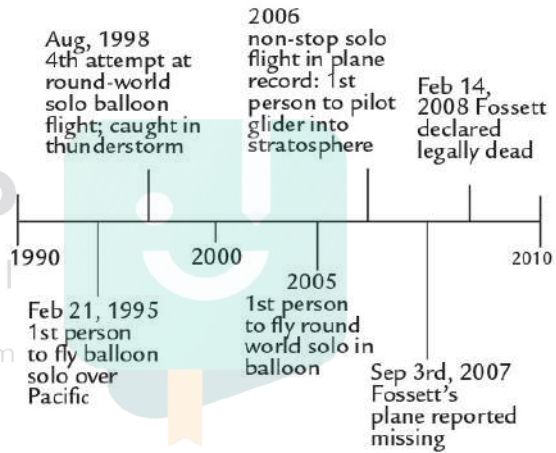 Aug, 1998
4th attempt at
round-world
solo balloon
flight; caught in
thunderstorm
2006
non-stop solo
flight in plane
record: 1st
person to pilot
glider into
stratosphere
Feb 14,
2008 Fossett
declared
legally dead
1990
2000
2005
2010
Feb 21, 1995
1st person
to fly balloon
solo over
Pacific
1st person
to fly round
world solo in
balloon
Sep 3rd, 2007
Fossett's
plane reported
missing